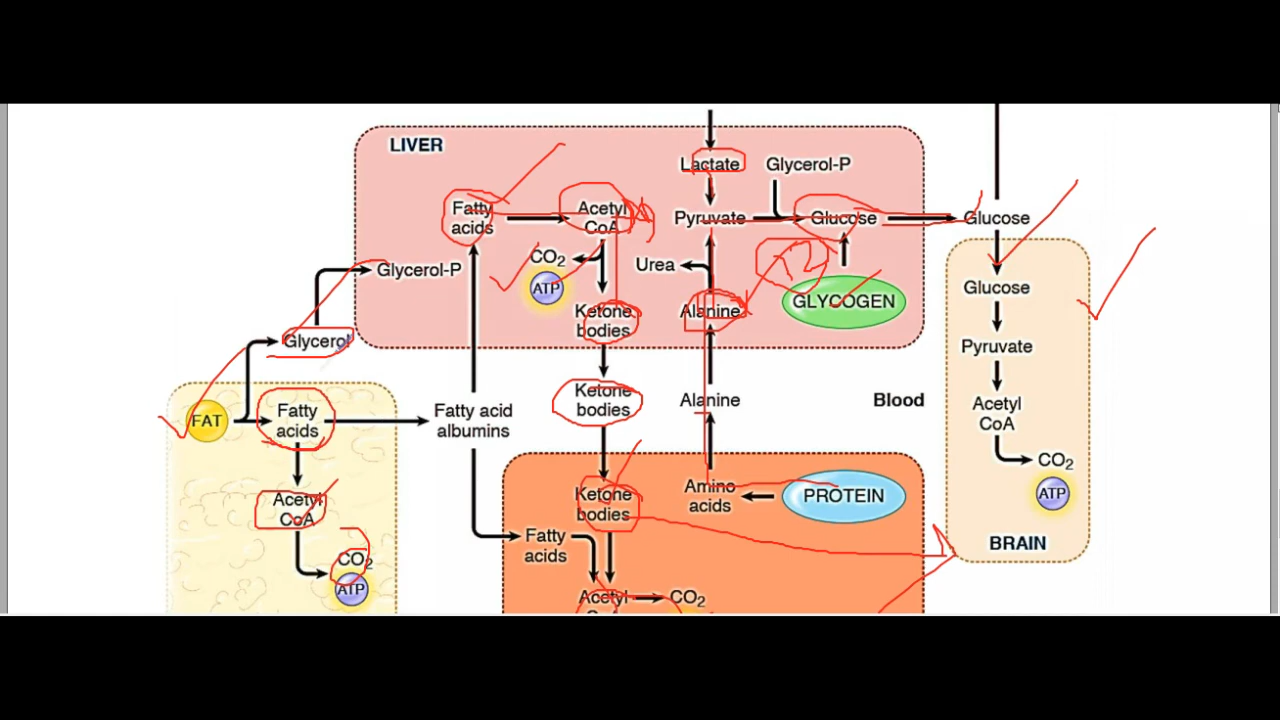 LIVER
Lactate
Glycerol-P
Fatty
acids
Acetyl
CoA
Pyruvate
Glucose
Glucose
CO2
ATP
Urea
Glycerol-P
Ketone
bodies
Alanine
GLYCOGEN
Glucose
Glycerol
Pyruvate
FAT
Fatty
acids
Fatty acid
albumins
Ketone
bodies
Alanine
Blood
Acetyl
CoA
CO2
ATP
BRAIN
Acetyl
CoA
CO2
ATP
Ketone
bodies
Amino
acids
PROTEIN
Fatty
acids
Acetyl
CO2